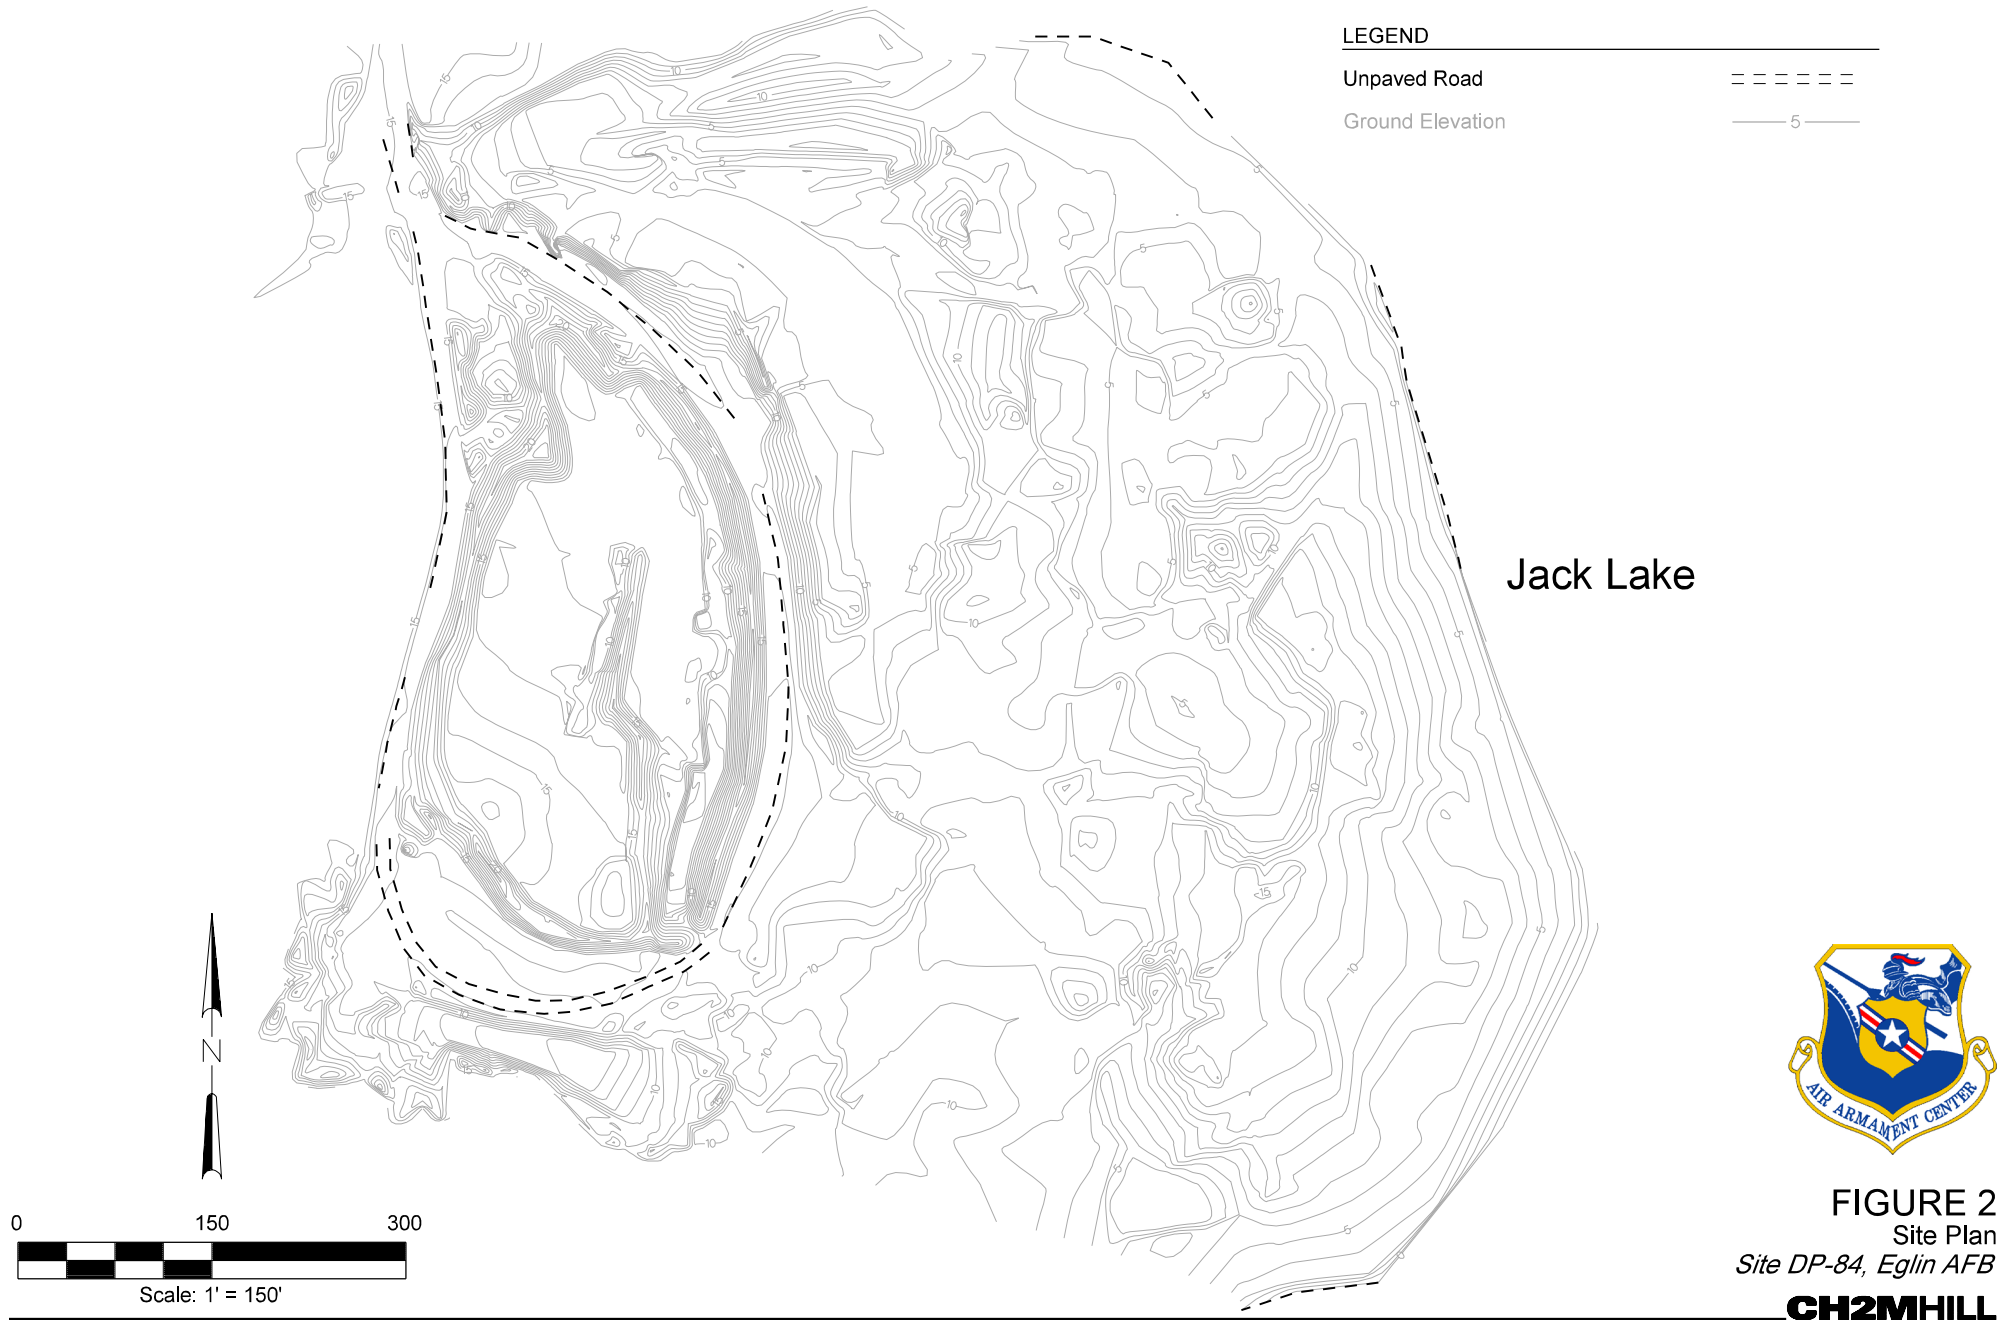 LEGEND
Unpaved Road
Ground Elevation
5
Jack Lake
N
0 150 300
Scale: 1' = 150'
AIR ARMAMENT CENTER
FIGURE 2
Site Plan
Site DP-84, Eglin AFB
CH2MHILL